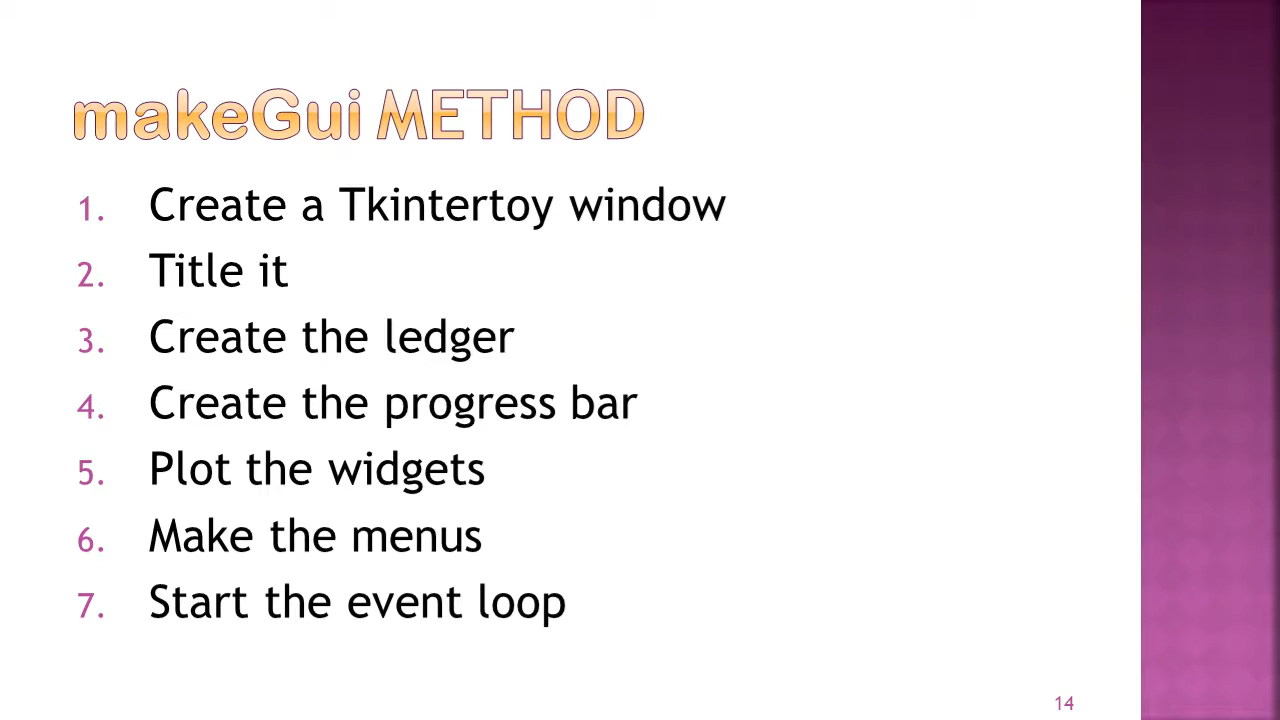 makeGui METHOD
1. Create a Tkintertoy window
2. Title it
3. Create the ledger
4. Create the progress bar
5. Plot the widgets
6. Make the menus
7. Start the event loop
14